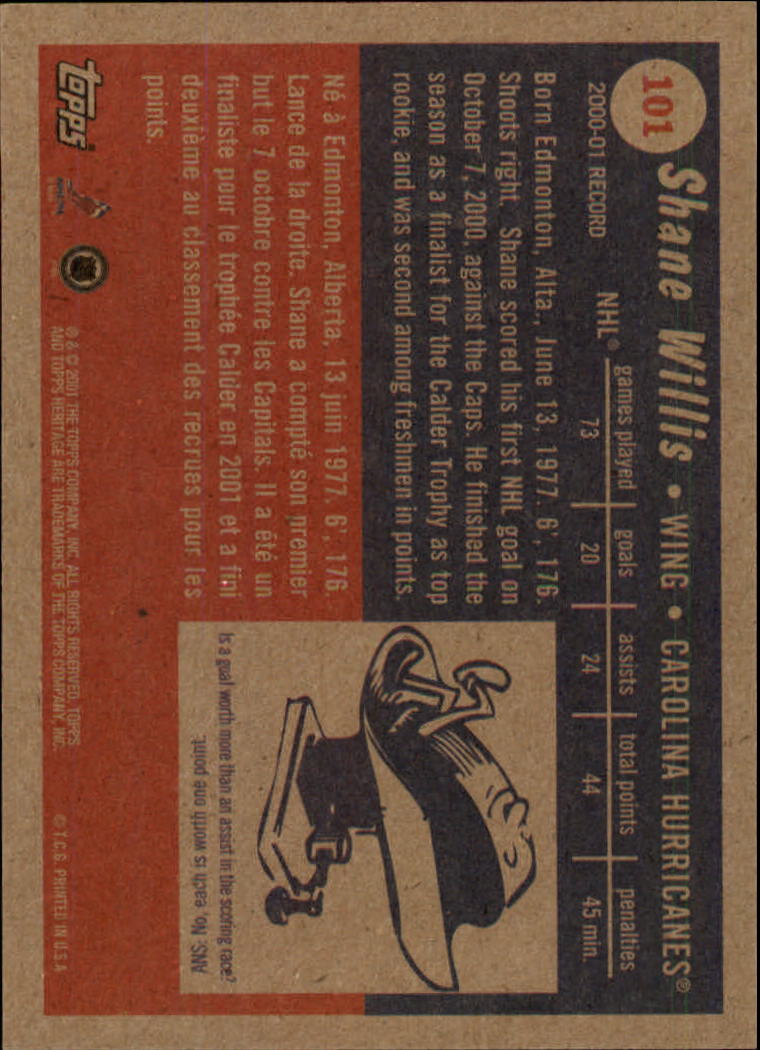 101
Shane Willis • WING • CAROLINA HURRICANES®
2000-01 RECORD
games played goals assists total points penalties
NHL® 73 20 24 44 45 min.
Born Edmonton, Alta., June 13, 1977. 6', 176.
Shoots right. Shane scored his first NHL goal on
October 7, 2000, against the Caps. He finished the
season as a finalist for the Calder Trophy as top
rookie, and was second among freshmen in points.
Né à Edmonton, Alberta, 13 juin 1977. 6', 176
Lance de la droite. Shane a compté son premier
but le 7 octobre contre les Capitals. Il a été un
finaliste pour le trophée Calder en 2001 et a fini
deuxième au classement des recrues pour les
points.
Is a goal worth more than an assist in the scoring race?
ANS: No, each is worth one point.
topps
® & © 2001 THE TOPPS COMPANY, INC. ALL RIGHTS RESERVED. TOPPS
AND TOPPS HERITAGE ARE TRADEMARKS OF THE TOPPS COMPANY, INC.
© T.C.G. PRINTED IN U.S.A